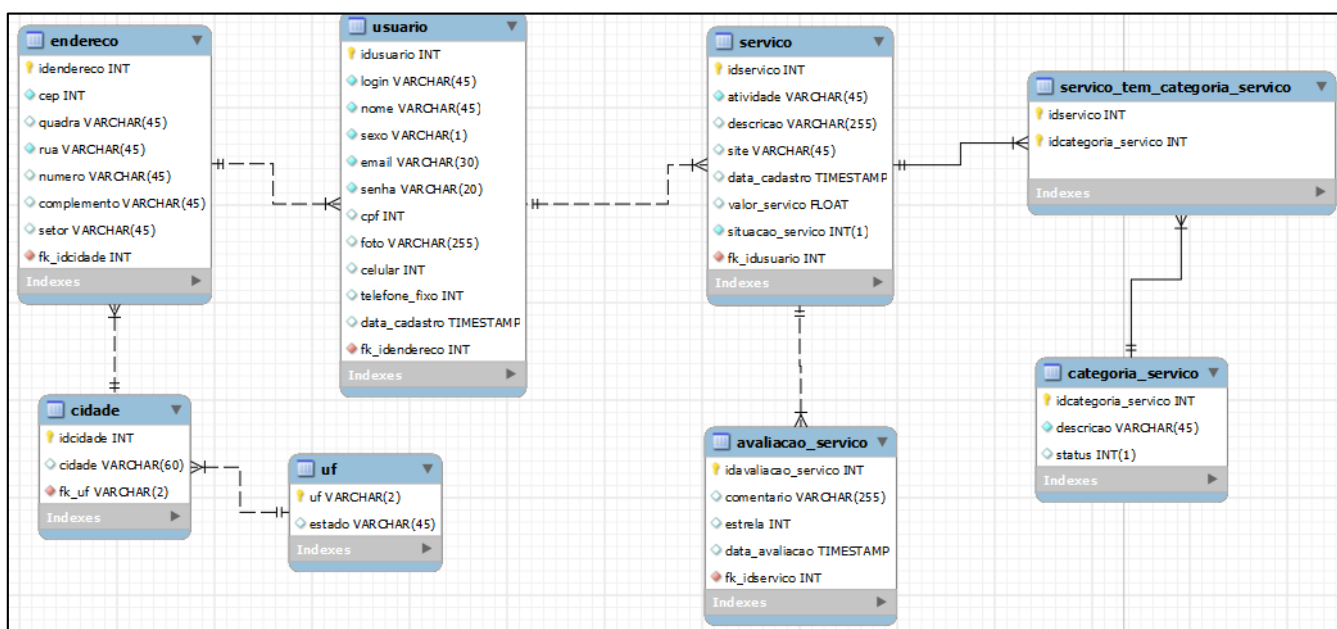 endereco
idendereco INT
cep INT
quadra VARCHAR(45)
rua VARCHAR(45)
numero VARCHAR(45)
complemento VARCHAR(45)
setor VARCHAR(45)
fk_idcidade INT
Indexes
usuario
idusuario INT
login VARCHAR(45)
nome VARCHAR(45)
sexo VARCHAR(1)
email VARCHAR(30)
senha VARCHAR(20)
cpf INT
foto VARCHAR(255)
celular INT
telefone_fixo INT
data_cadastro TIMESTAMP
fk_idendereco INT
Indexes
servico
idservico INT
atividade VARCHAR(45)
descricao VARCHAR(255)
site VARCHAR(45)
data_cadastro TIMESTAMP
valor_servico FLOAT
situacao_servico INT(1)
fk_idusuario INT
Indexes
servico_tem_categoria_servico
idservico INT
idcategoria_servico INT
Indexes
cidade
idcidade INT
cidade VARCHAR(60)
fk_uf VARCHAR(2)
Indexes
uf
uf VARCHAR(2)
estado VARCHAR(45)
Indexes
avaliacao_servico
idavaliacao_servico INT
comentario VARCHAR(255)
estrela INT
data_avaliacao TIMESTAMP
fk_idservico INT
Indexes
categoria_servico
idcategoria_servico INT
descricao VARCHAR(45)
status INT(1)
Indexes